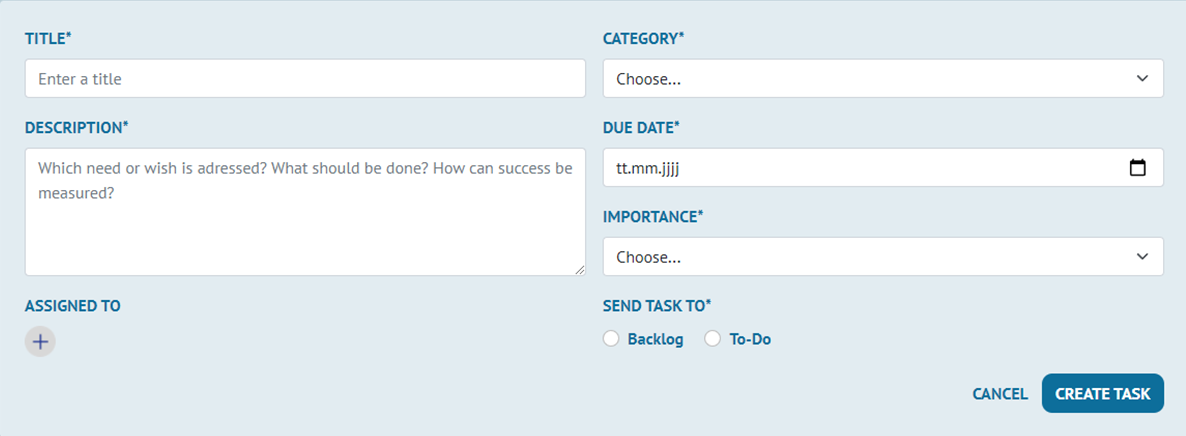 TITLE*
Enter a title
DESCRIPTION*
Which need or wish is adressed? What should be done? How can success be
measured?
ASSIGNED TO
+
CATEGORY*
Choose...
DUE DATE*
tt.mm.jjjj
IMPORTANCE*
Choose...
SEND TASK TO*
Backlog To-Do
CANCEL CREATE TASK